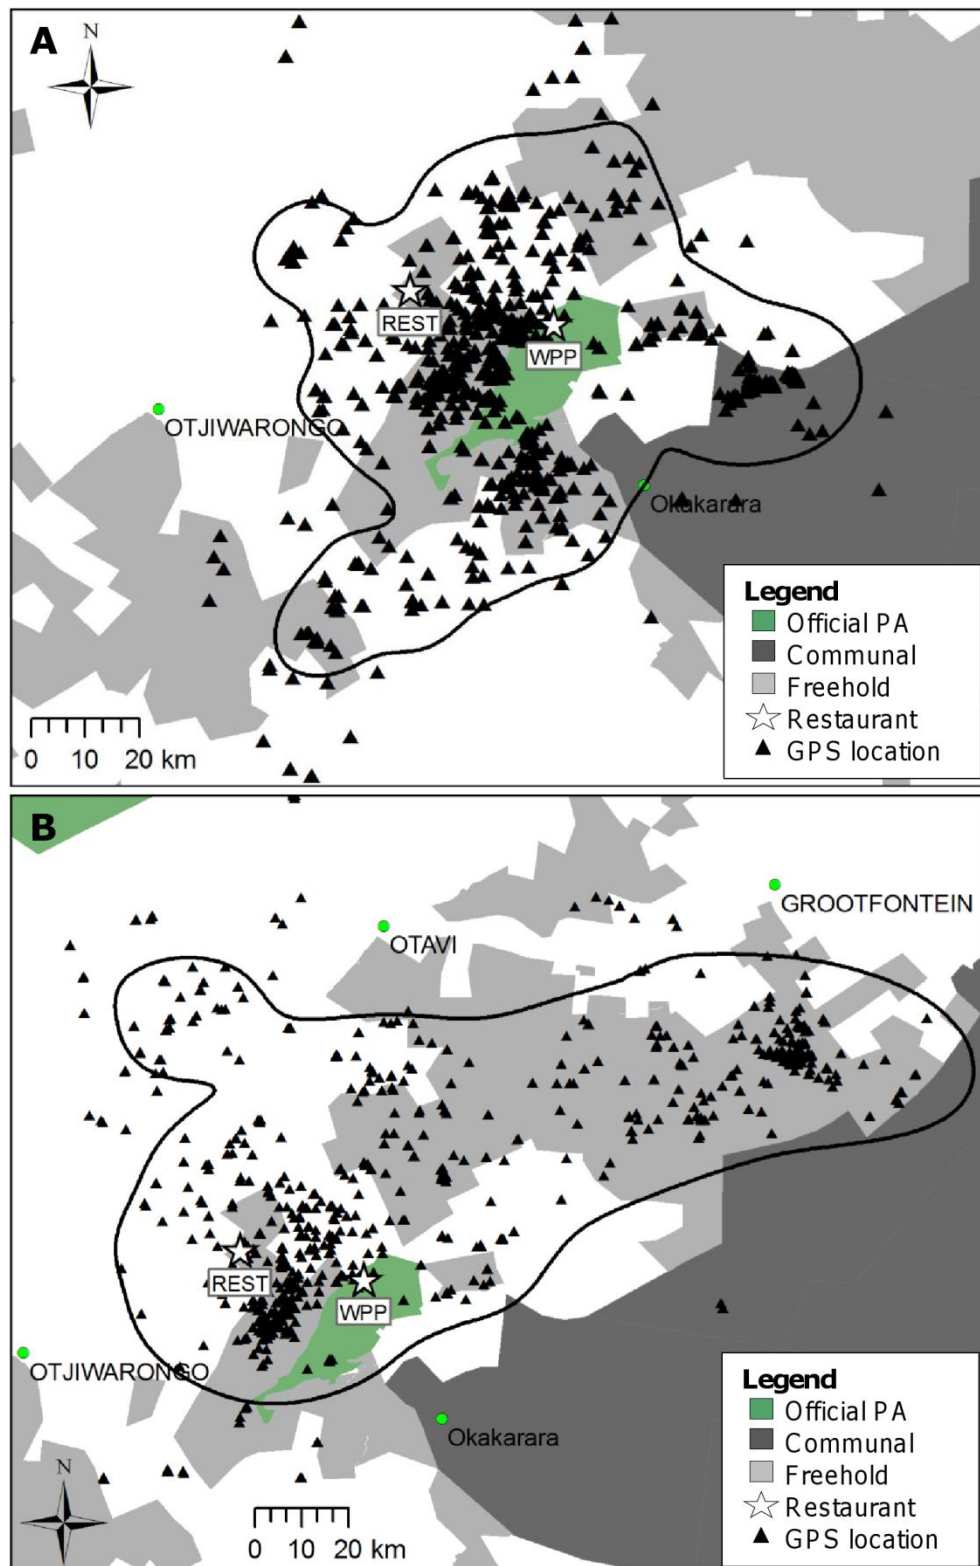 A
N
REST
WPP
OTJIWARONGO
Okakarara
Legend
Official PA
Communal
Freehold
Restaurant
GPS location
0 10 20 km
B
GROOTFONTEIN
OTAVI
REST
WPP
OTJIWARONGO
Okakarara
N
0 10 20 km
Legend
Official PA
Communal
Freehold
Restaurant
GPS location